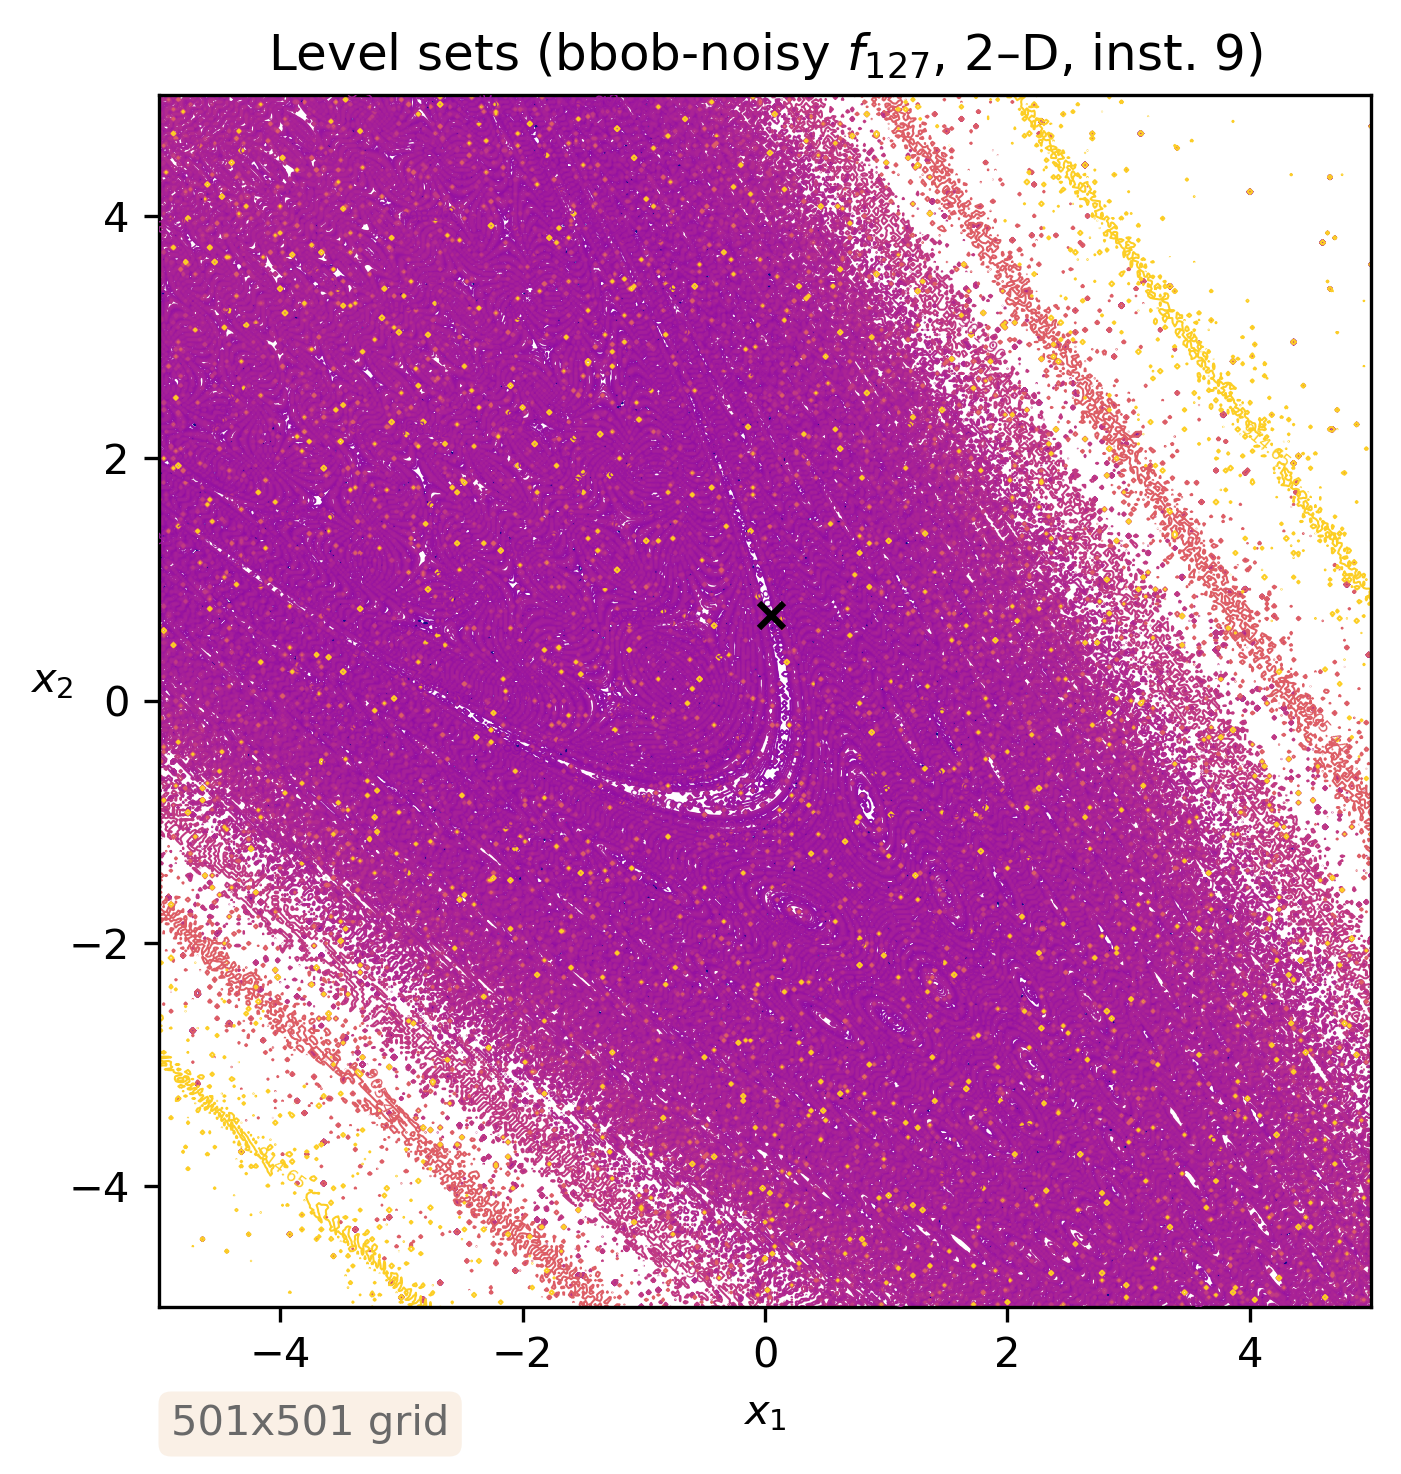 Level sets (bbob-noisy f₁₂₇, 2–D, inst. 9)
4
2
x₂
0
−2
−4
−4 −2 0 2 4
x₁
501x501 grid